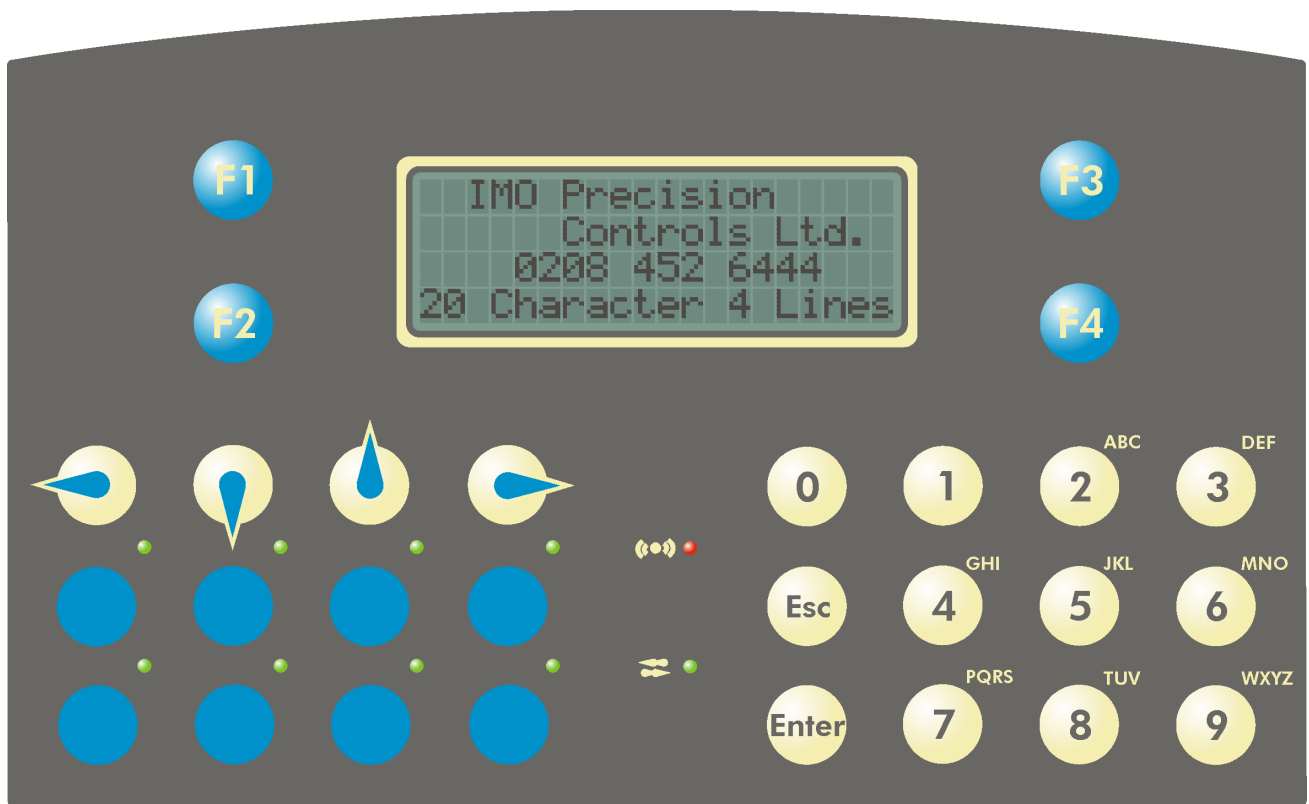 IMO Precision
Controls Ltd.
0208 452 6444
20 Character 4 Lines
F1
F3
F2
F4
ABC
DEF
0
1
2
3
GHI
JKL
MNO
Esc
4
5
6
PQRS
TUV
WXYZ
Enter
7
8
9